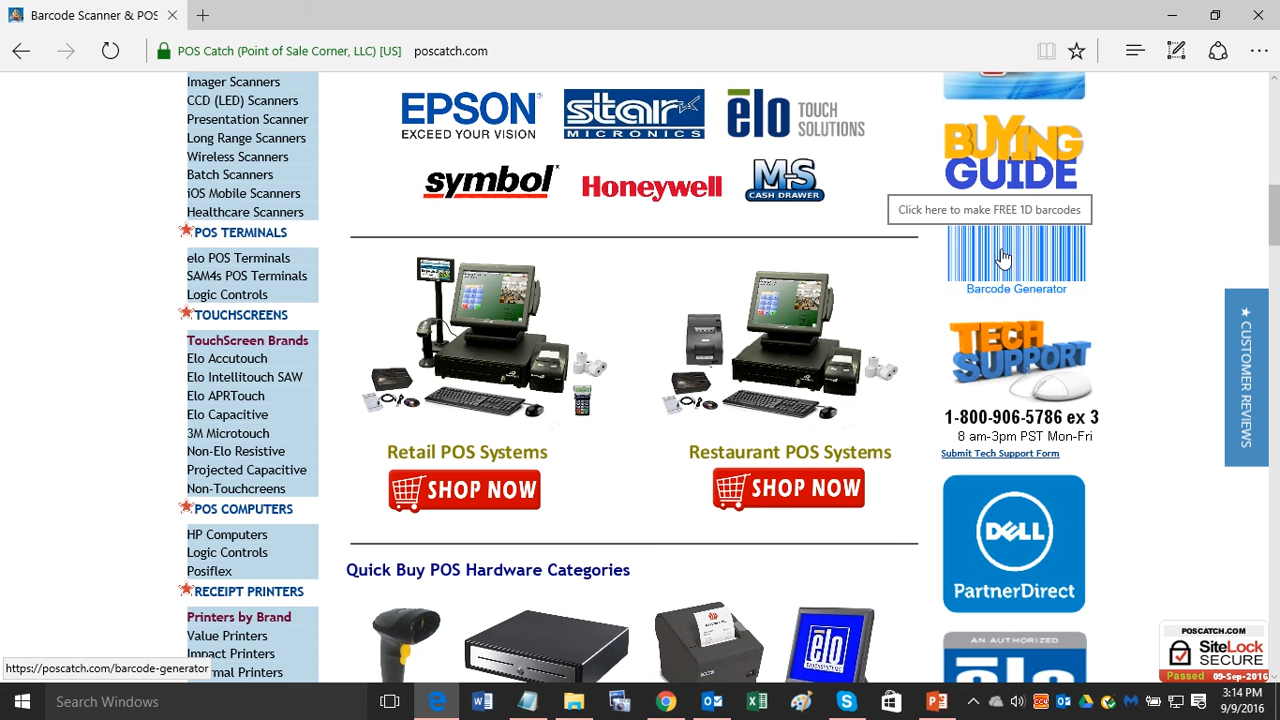 Barcode Scanner & POS
POS Catch (Point of Sale Corner, LLC) [US]
poscatch.com
Imager Scanners
CCD (LED) Scanners
Presentation Scanner
Long Range Scanners
Wireless Scanners
Batch Scanners
iOS Mobile Scanners
Healthcare Scanners
POS TERMINALS
elo POS Terminals
SAM4s POS Terminals
Logic Controls
TOUCHSCREENS
TouchScreen Brands
Elo Accutouch
Elo Intellitouch SAW
Elo APRTouch
Elo Capacitive
3M Microtouch
Non-Elo Resistive
Projected Capacitive
Non-Touchcreens
POS COMPUTERS
HP Computers
Logic Controls
Posiflex
RECEIPT PRINTERS
Printers by Brand
Value Printers
Impact Printers
https://poscatch.com/barcode-generator
EPSON
EXCEED YOUR VISION
star
MICRONICS
elo TOUCH
SOLUTIONS
symbol
Honeywell
M-S
CASH DRAWER
Retail POS Systems
SHOP NOW
Restaurant POS Systems
SHOP NOW
Quick Buy POS Hardware Categories
elo
BUYING
GUIDE
Click here to make FREE 1D barcodes
Barcode Generator
TECH
SUPPORT
1-800-906-5786 ex 3
8 am-3pm PST Mon-Fri
Submit Tech Support Form
DELL
PartnerDirect
AN AUTHORIZED
★ CUSTOMER REVIEWS
POSCATCH.COM
SiteLock
SECURE
Passed 09-Sep-2016
Search Windows
3:14 PM
9/9/2016